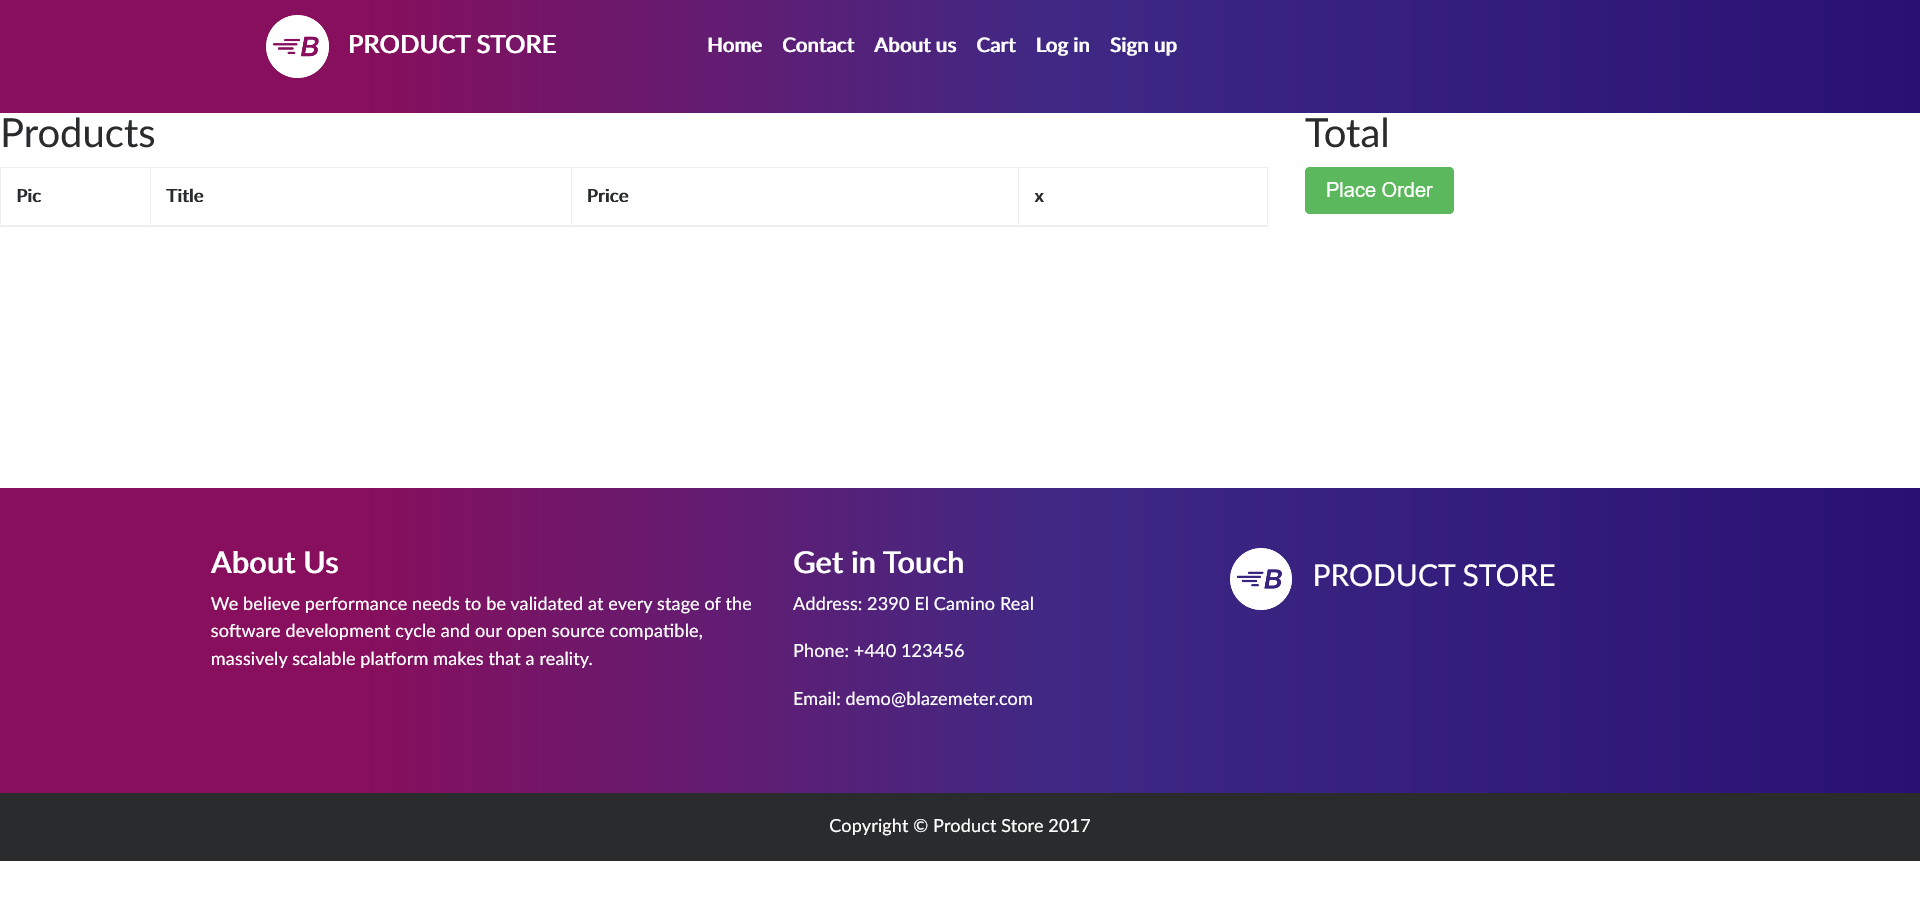 B PRODUCT STORE Home Contact About us Cart Log in Sign up
Products
Total
Pic Title Price x
Place Order
About Us
We believe performance needs to be validated at every stage of the
software development cycle and our open source compatible,
massively scalable platform makes that a reality.
Get in Touch
Address: 2390 El Camino Real
Phone: +440 123456
Email: demo@blazemeter.com
B PRODUCT STORE
Copyright © Product Store 2017